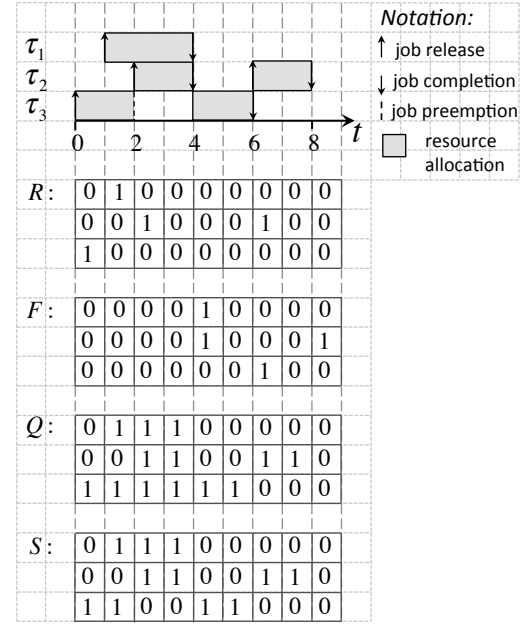 Notation:
τ1
job release
τ2
job completion
τ3
job preemption
t
0 2 4 6 8
resource
allocation
R: 0 1 0 0 0 0 0 0 0
0 0 1 0 0 0 1 0 0
1 0 0 0 0 0 0 0 0
F: 0 0 0 0 1 0 0 0 0
0 0 0 0 1 0 0 0 1
0 0 0 0 0 0 1 0 0
Q: 0 1 1 1 0 0 0 0 0
0 0 1 1 0 0 1 1 0
1 1 1 1 1 1 0 0 0
S: 0 1 1 1 0 0 0 0 0
0 0 1 1 0 0 1 1 0
1 1 0 0 1 1 0 0 0